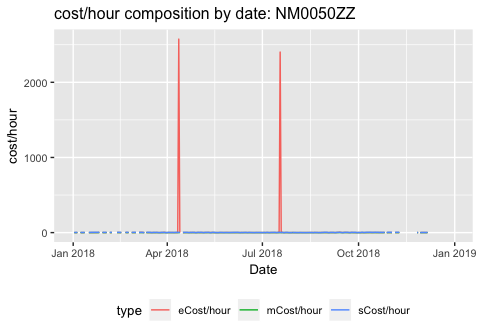 cost/hour composition by date: NM0050ZZ
cost/hour
2000
1000
0
Jan 2018 Apr 2018 Jul 2018 Oct 2018 Jan 2019
Date
type eCost/hour mCost/hour sCost/hour